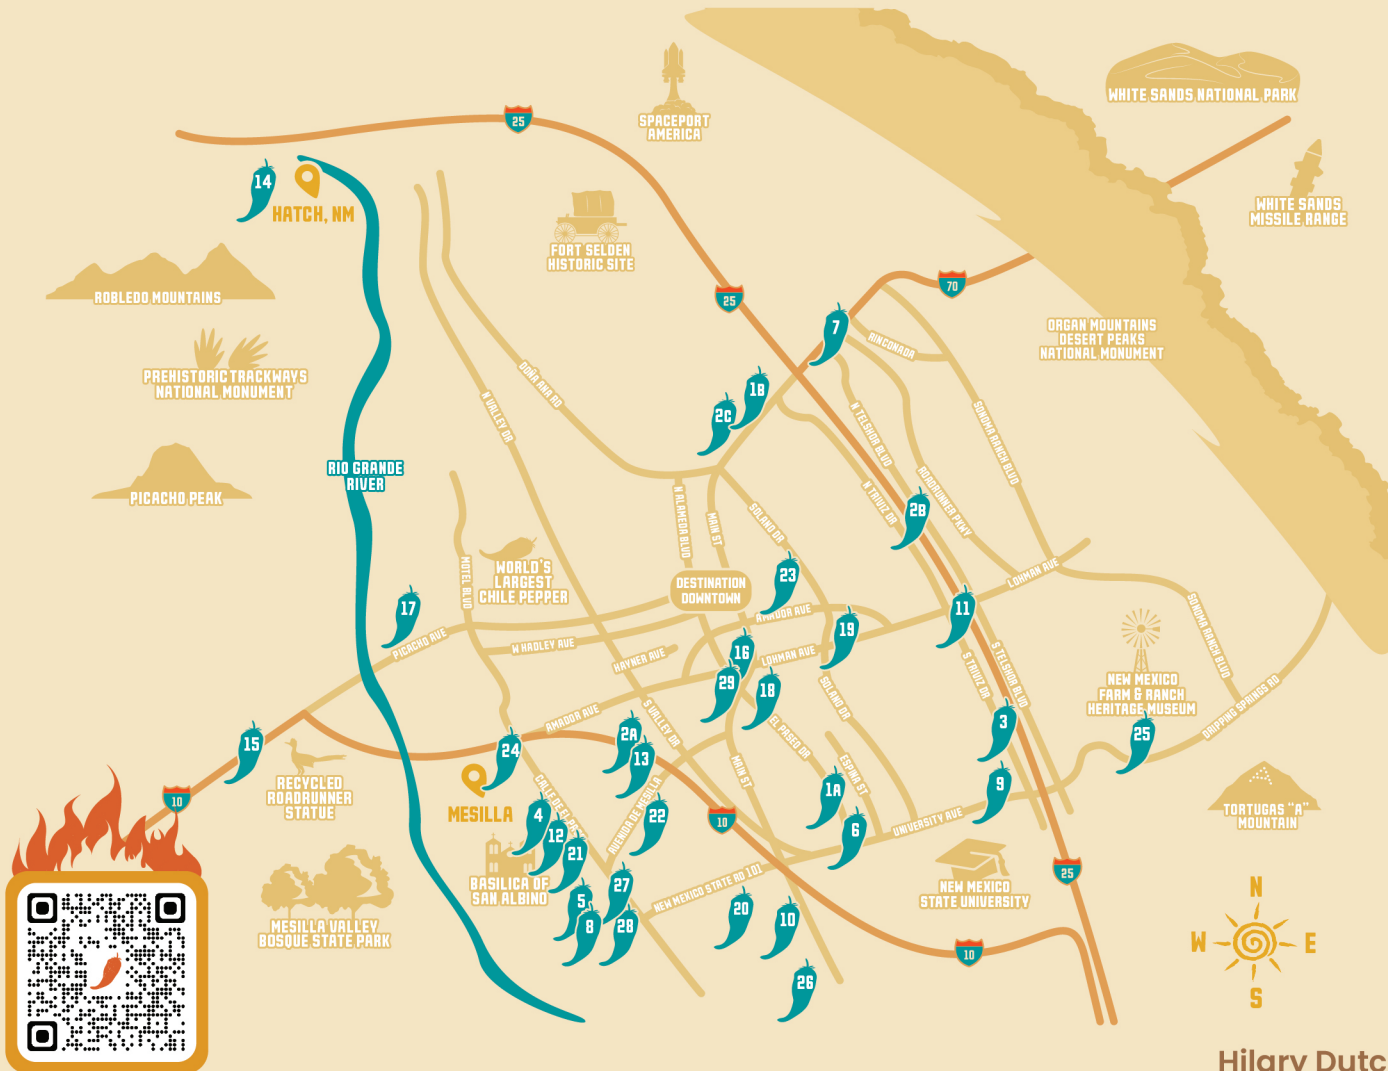 WHITE SANDS NATIONAL PARK
SPACEPORT
AMERICA
25
14
HATCH, NM
WHITE SANDS
MISSILE RANGE
FORT SELDEN
HISTORIC SITE
ROBLEDO MOUNTAINS
25
70
7
RINCONADA
ORGAN MOUNTAINS
DESERT PEAKS
NATIONAL MONUMENT
PREHISTORIC TRACKWAYS
NATIONAL MONUMENT
DOÑA ANA RD
N VALLEY DR
1B
2C
N TELSHOR BLVD
SONOMA RANCH BLVD
RIO GRANDE
RIVER
PICACHO PEAK
N ALAMEDA BLVD
MAIN ST
SOLANO DR
N TRIVIZ DR
ROADRUNNER PKWY
2B
WORLD'S
LARGEST
CHILE PEPPER
MOTEL BLVD
DESTINATION
DOWNTOWN
23
LOHMAN AVE
17
PICACHO AVE
W HADLEY AVE
HAYNER AVE
AMADOR AVE
19
11
SONOMA RANCH BLVD
16
LOHMAN AVE
29
18
SOLANO DR
S TRIVIZ DR
S TELSHOR BLVD
NEW MEXICO
FARM & RANCH
HERITAGE MUSEUM
DRIPPING SPRINGS RD
AMADOR AVE
S VALLEY DR
EL PASEO DR
15
24
2A
13
MAIN ST
ESPINA ST
3
25
RECYCLED
ROADRUNNER
STATUE
10
MESILLA
AVENIDA DE MESILLA
1A
9
TORTUGAS "A"
MOUNTAIN
4
12
21
22
10
6
UNIVERSITY AVE
BASILICA OF
SAN ALBINO
27
5
8
28
NEW MEXICO STATE RD 101
20
10
NEW MEXICO
STATE UNIVERSITY
25
MESILLA VALLEY
BOSQUE STATE PARK
26
10
N
W
E
S
Hilary Dutc